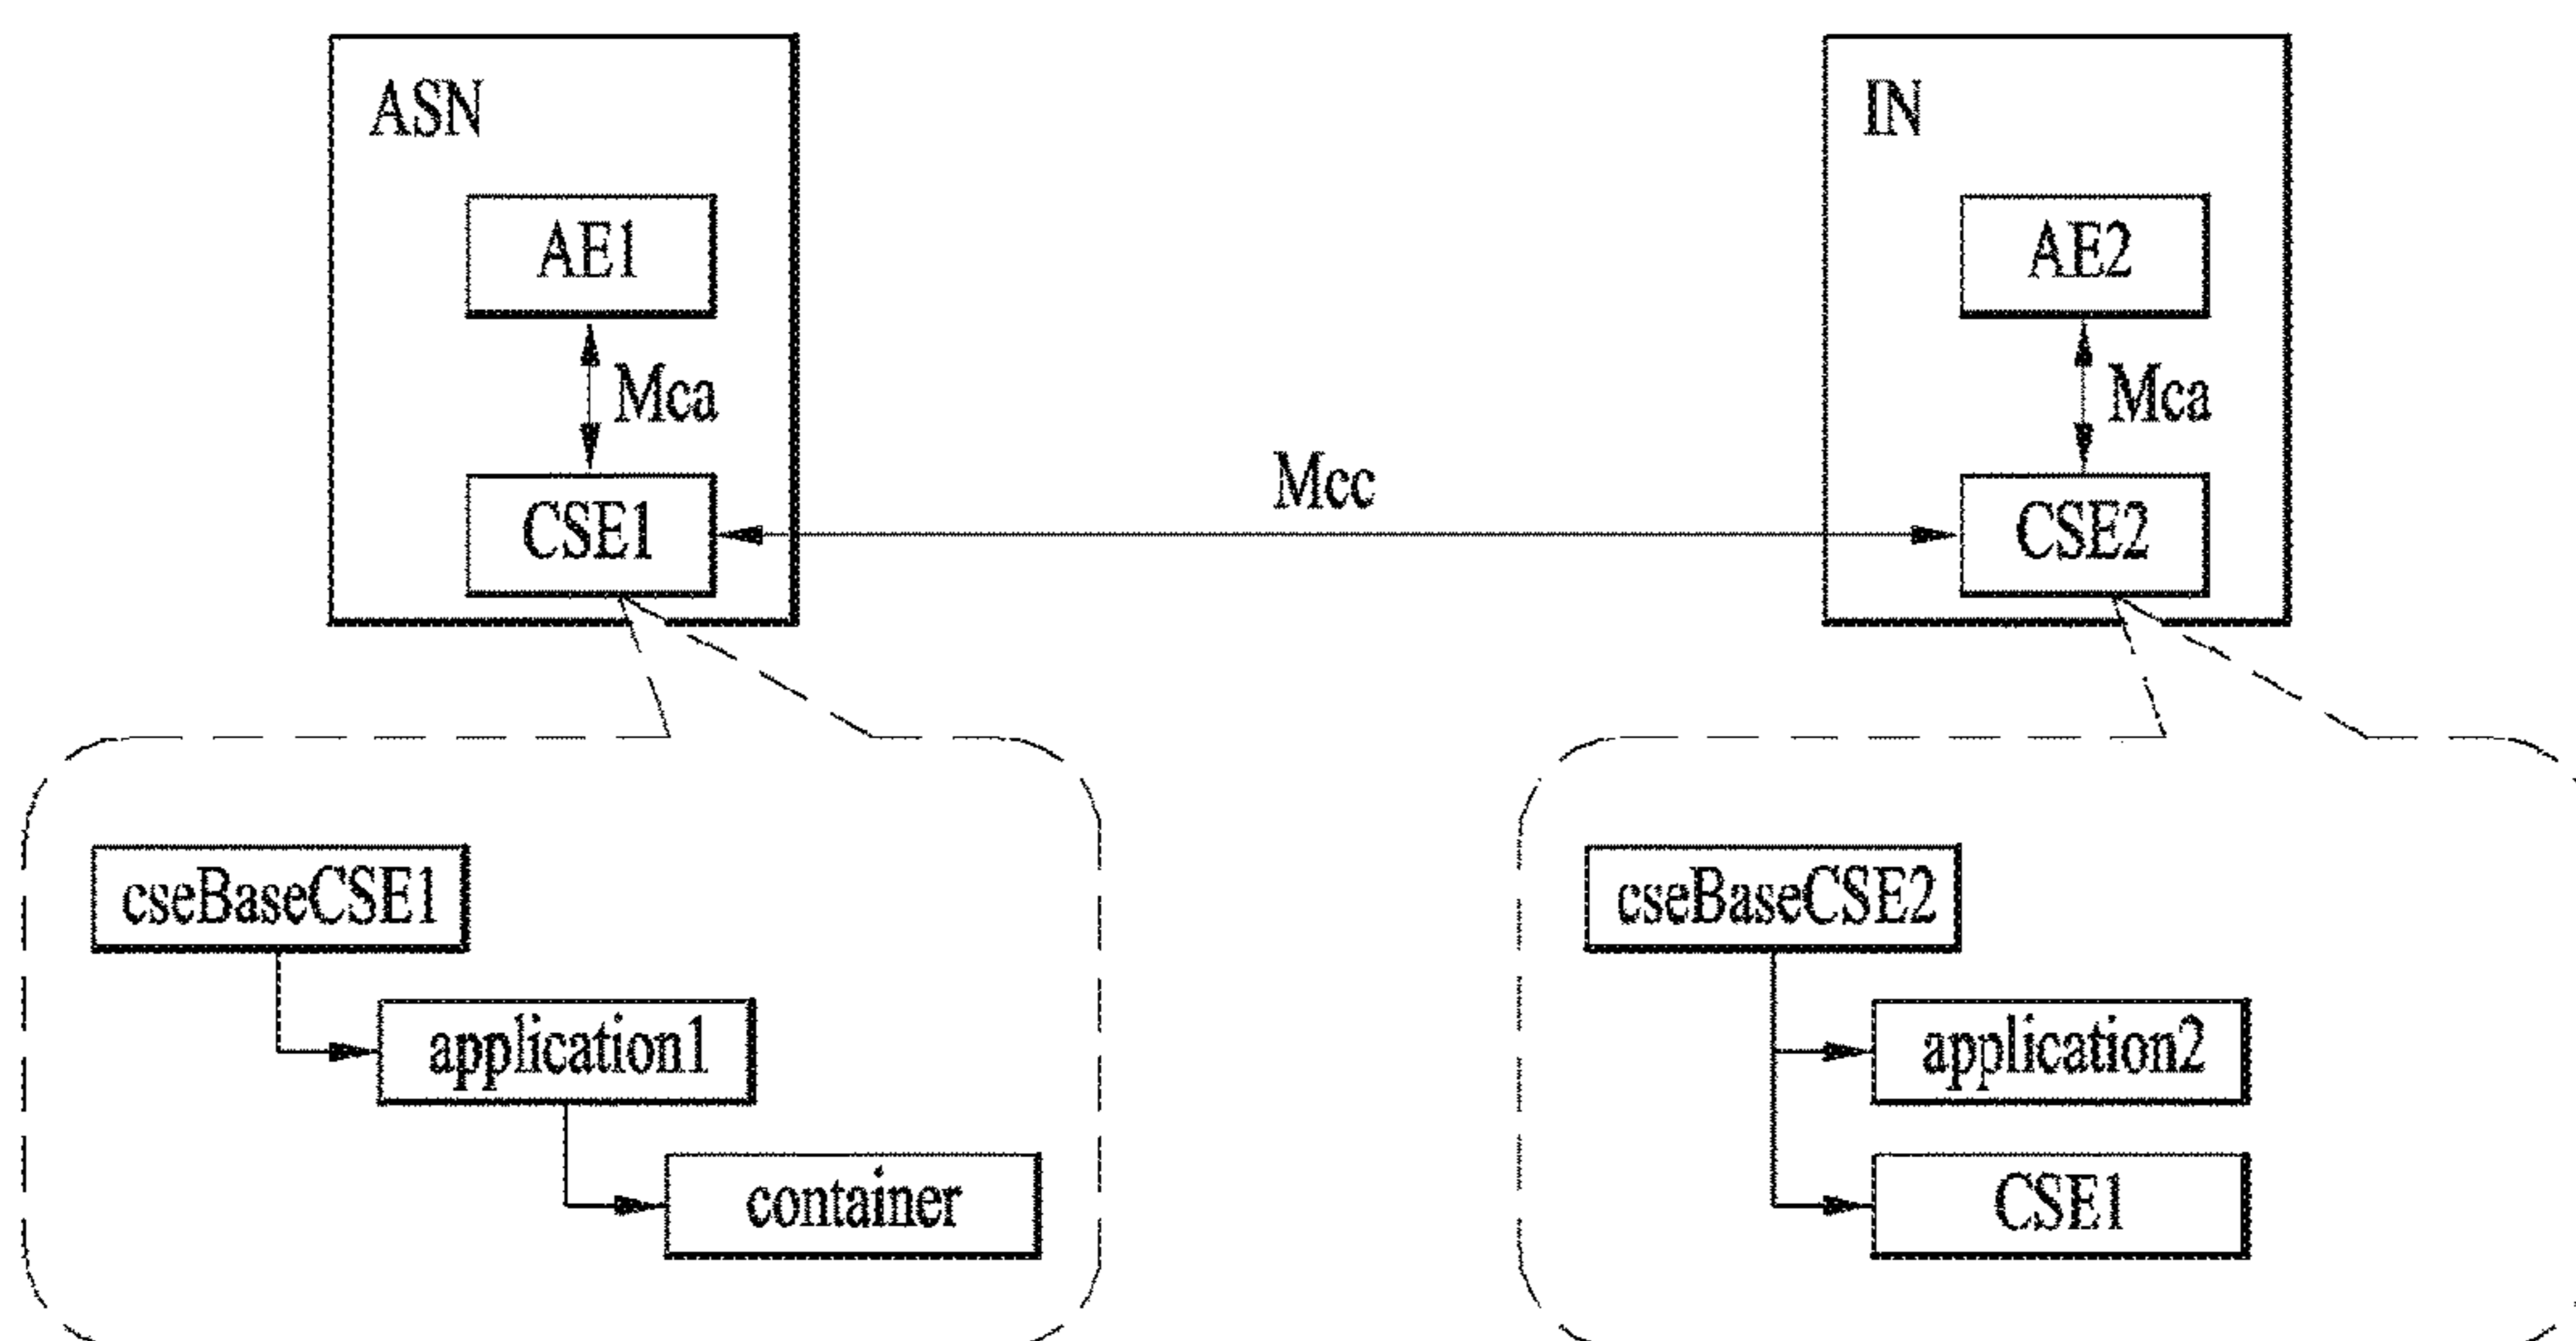 ASN
IN
AE1
AE2
Mca
Mca
Mcc
CSE1
CSE2
cseBaseCSE1
cseBaseCSE2
application1
application2
container
CSE1